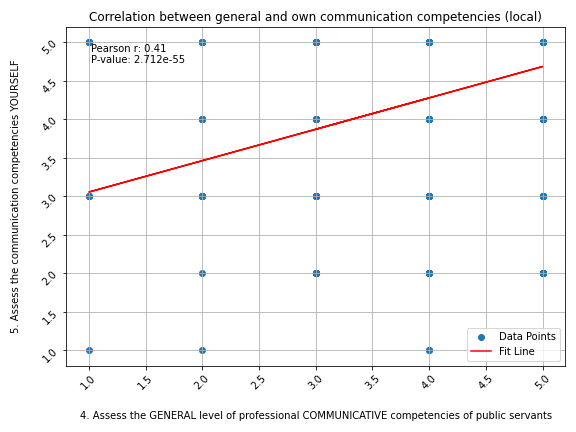 Correlation between general and own communication competencies (local)
Pearson r: 0.41
P-value: 2.712e-55
5. Assess the communication competencies YOURSELF
5.0
4.5
4.0
3.5
3.0
2.5
2.0
1.5
1.0
Data Points
Fit Line
1.0 1.5 2.0 2.5 3.0 3.5 4.0 4.5 5.0
4. Assess the GENERAL level of professional COMMUNICATIVE competencies of public servants